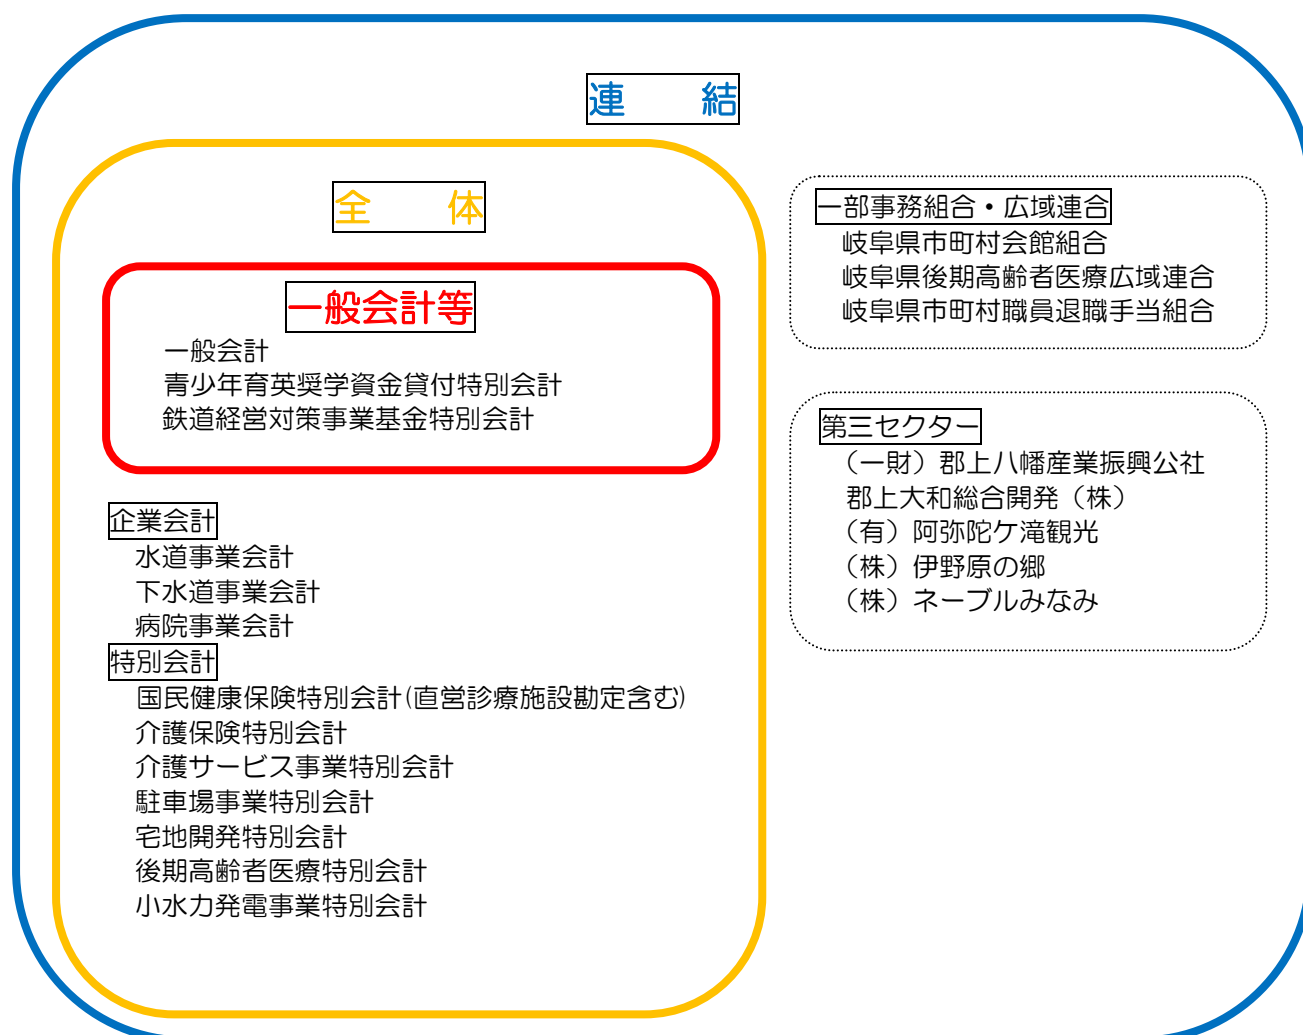 連　　結
全　　体
一般会計等
一般会計
青少年育英奨学資金貸付特別会計
鉄道経営対策事業基金特別会計
企業会計
水道事業会計
下水道事業会計
病院事業会計
特別会計
国民健康保険特別会計(直営診療施設勘定含む)
介護保険特別会計
介護サービス事業特別会計
駐車場事業特別会計
宅地開発特別会計
後期高齢者医療特別会計
小水力発電事業特別会計
一部事務組合・広域連合
岐阜県市町村会館組合
岐阜県後期高齢者医療広域連合
岐阜県市町村職員退職手当組合
第三セクター
（一財）郡上八幡産業振興公社
郡上大和総合開発（株）
（有）阿弥陀ケ滝観光
（株）伊野原の郷
（株）ネーブルみなみ